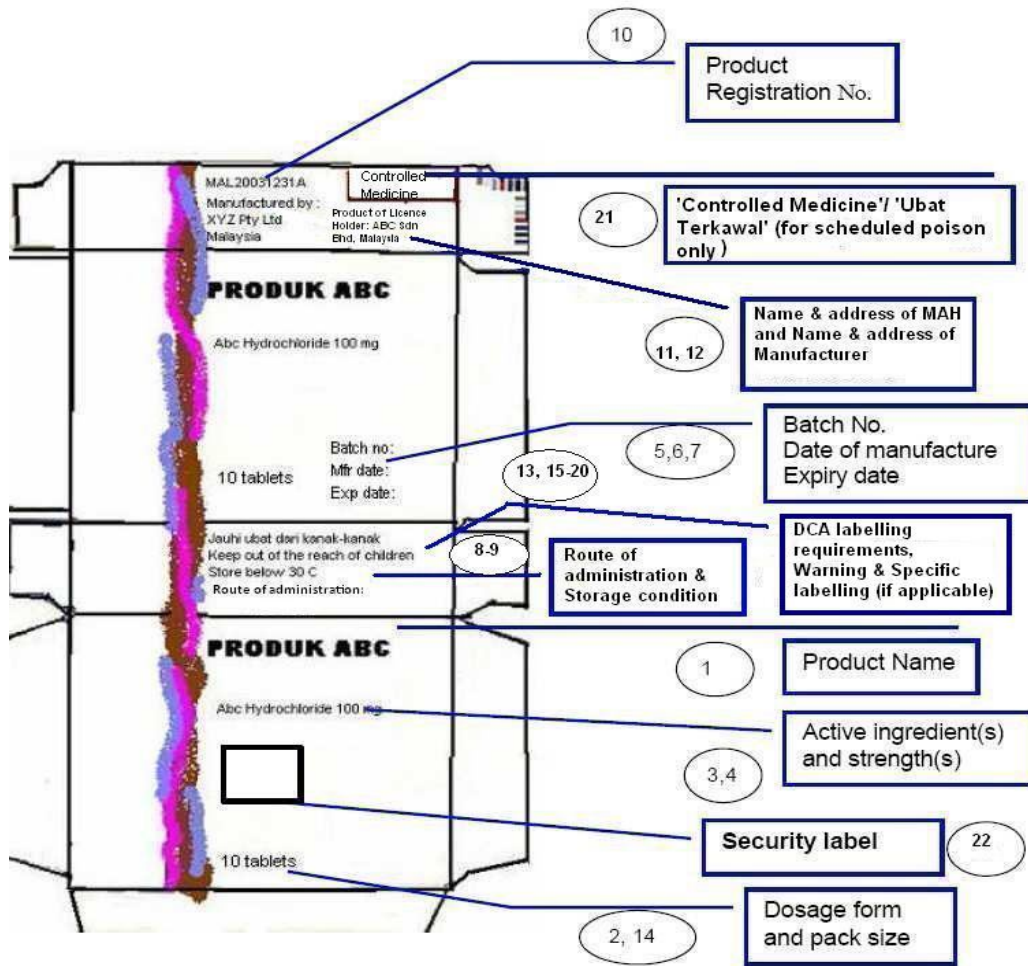 10
Product
Registration No.
MAL20031231A
Manufactured by :
XYZ Pty Ltd
Malaysia
Controlled
Medicine
Product of Licence
Holder: ABC Sdn
Bhd, Malaysia
21
'Controlled Medicine'/ 'Ubat
Terkawal' (for scheduled poison
only )
PRODUK ABC
Abc Hydrochloride 100 mg
11, 12
Name & address of MAH
and Name & address of
Manufacturer
10 tablets
Batch no:
Mfr date:
Exp date:
5,6,7
Batch No.
Date of manufacture
Expiry date
13, 15-20
Jauhi ubat dari kanak-kanak
Keep out of the reach of children
Store below 30 C
Route of administration:
8-9
Route of
administration &
Storage condition
DCA labelling
requirements,
Warning & Specific
labelling (if applicable)
PRODUK ABC
1
Product Name
Abc Hydrochloride 100 mg
3,4
Active ingredient(s)
and strength(s)
Security label
22
10 tablets
2, 14
Dosage form
and pack size